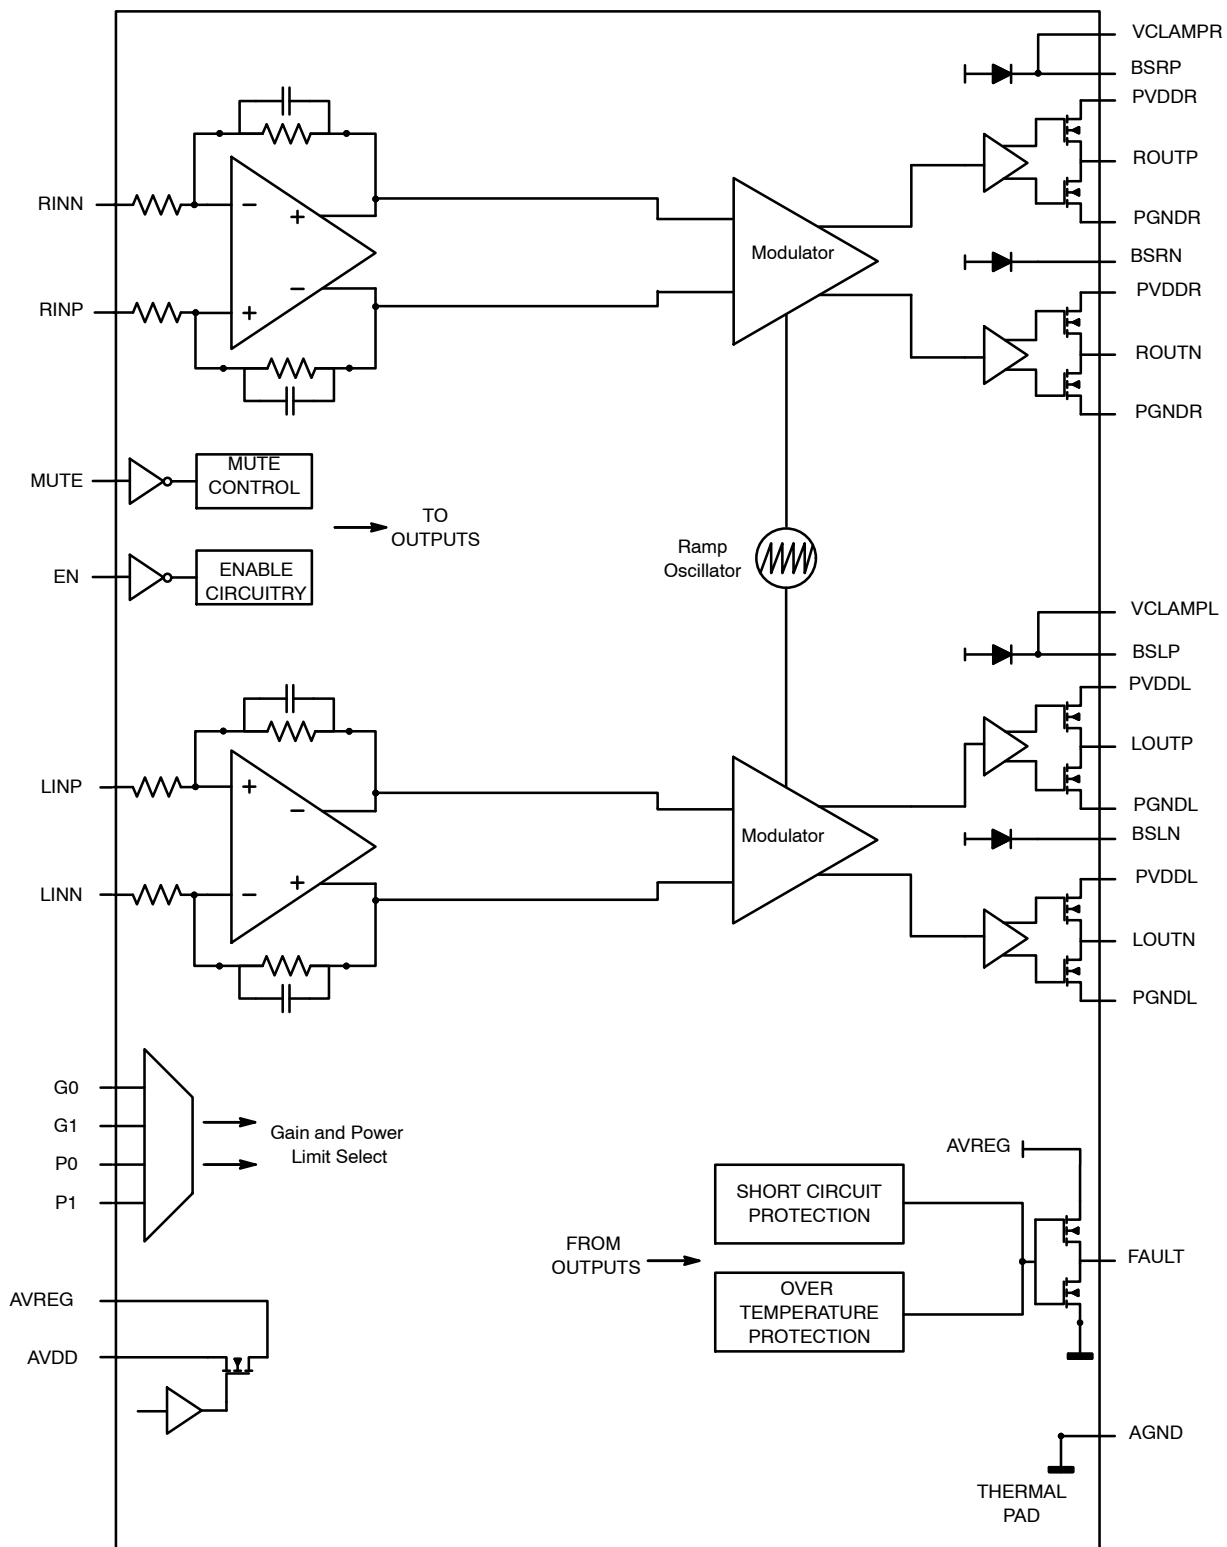 VCLAMPR
BSRP
PVDDR
ROUTP
PGNDR
BSRN
PVDDR
ROUTN
PGNDR
RINN
RINP
−
+
−
+
Modulator
MUTE
MUTE
CONTROL
TO
OUTPUTS
EN
ENABLE
CIRCUITRY
Ramp
Oscillator
VCLAMPL
BSLP
PVDDL
LOUTP
PGNDL
BSLN
PVDDL
LOUTN
PGNDL
LINP
LINN
+
−
+
−
Modulator
G0
G1
P0
P1
Gain and Power
Limit Select
AVREG
SHORT CIRCUIT
PROTECTION
FROM
OUTPUTS
OVER
TEMPERATURE
PROTECTION
FAULT
AVREG
AVDD
AGND
THERMAL
PAD